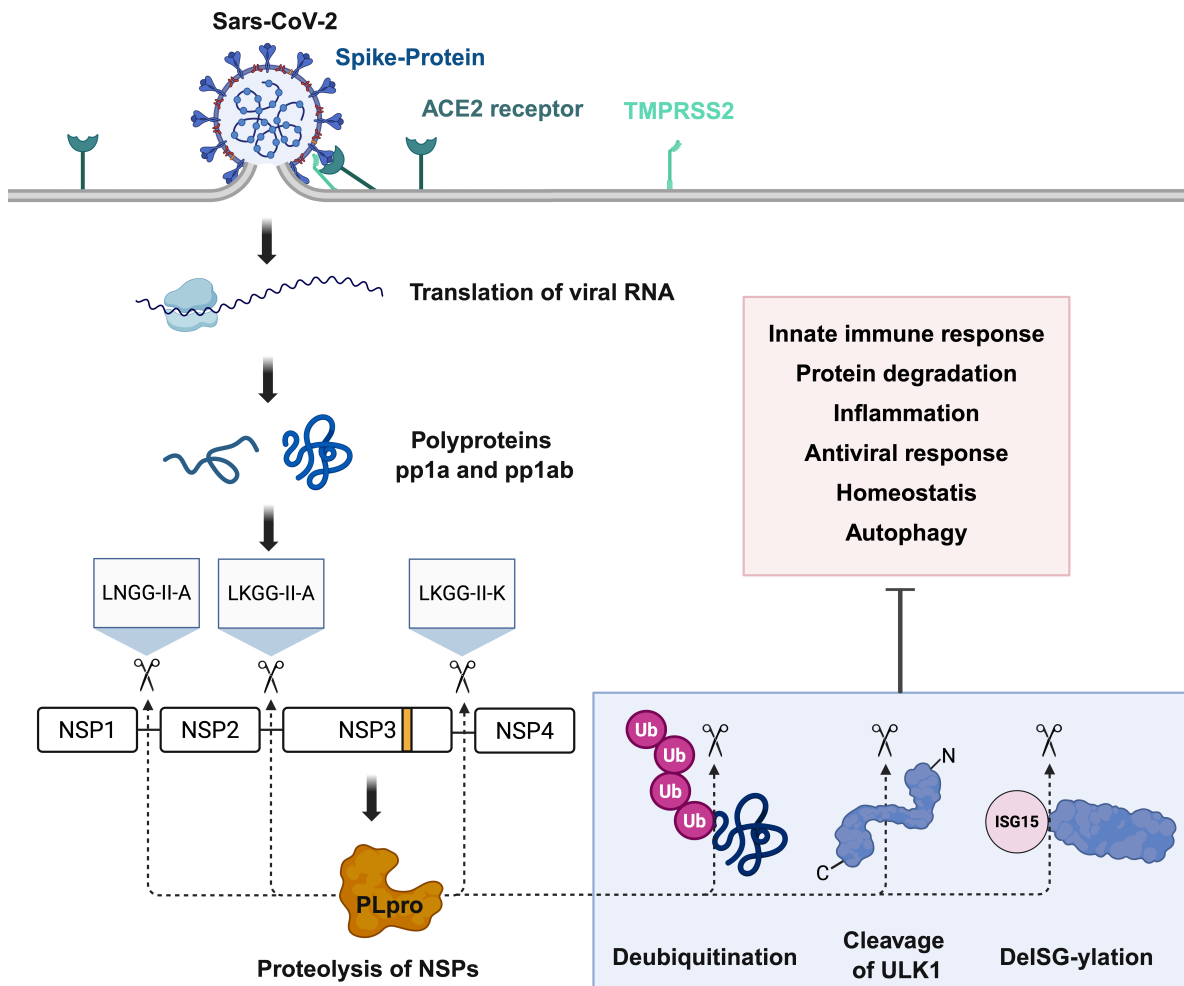 Sars-CoV-2
Spike-Protein
ACE2 receptor
TMPRSS2
Translation of viral RNA
Innate immune response
Protein degradation
Inflammation
Antiviral response
Homeostatis
Autophagy
Polyproteins
pp1a and pp1ab
LNGG-II-A
LKGG-II-A
LKGG-II-K
NSP1
NSP2
NSP3
NSP4
Ub
Ub
Ub
Ub
N
C
ISG15
PLpro
Proteolysis of NSPs
Deubiquitination
Cleavage
of ULK1
DelSG-ylation